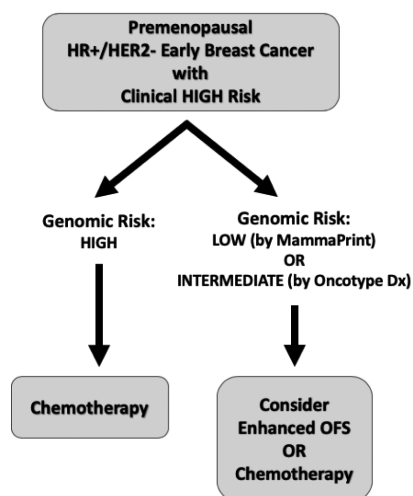 Premenopausal
HR+/HER2- Early Breast Cancer
with
Clinical HIGH Risk
Genomic Risk:
HIGH
Genomic Risk:
LOW (by MammaPrint)
OR
INTERMEDIATE (by Oncotype Dx)
Chemotherapy
Consider
Enhanced OFS
OR
Chemotherapy